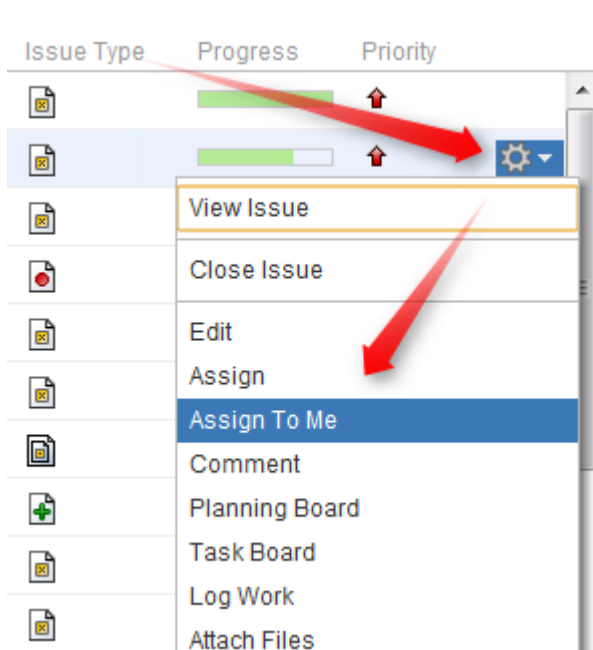 Issue Type Progress Priority
View Issue
Close Issue
Edit
Assign
Assign To Me
Comment
Planning Board
Task Board
Log Work
Attach Files